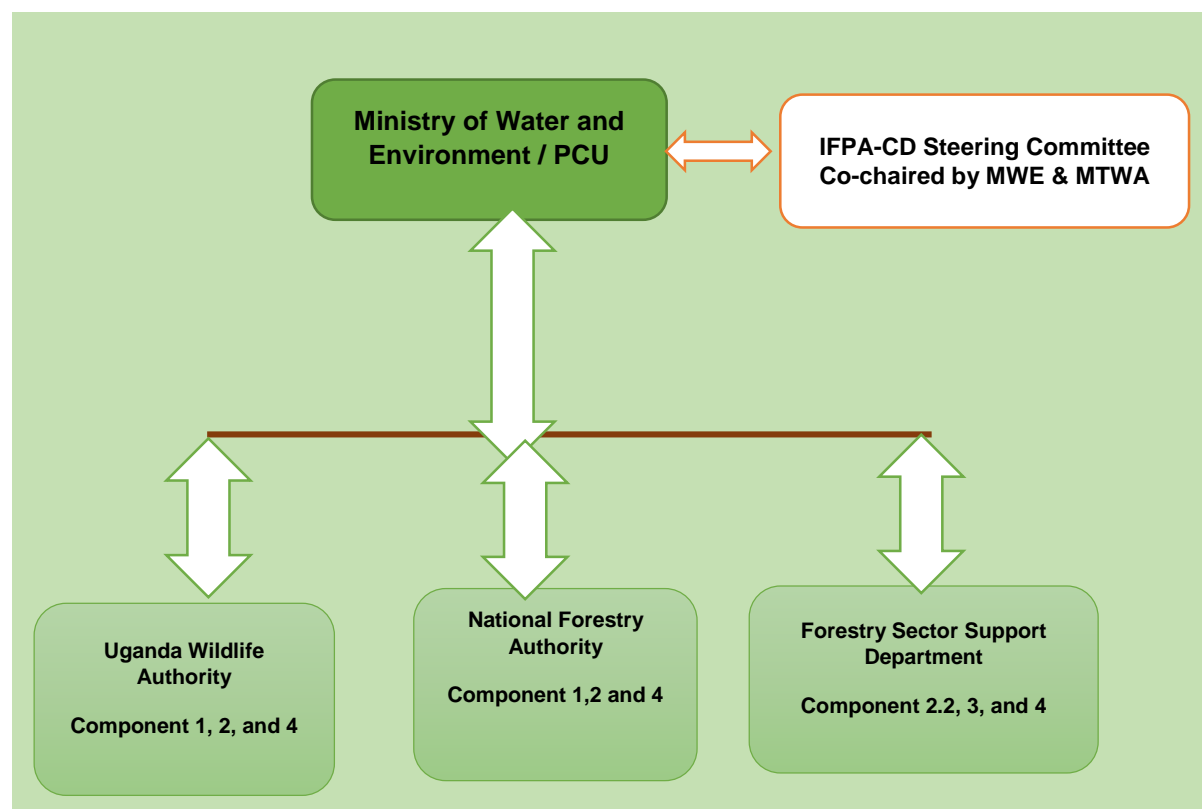 Ministry of Water and
Environment / PCU
IFPA-CD Steering Committee
Co-chaired by MWE & MTWA
Uganda Wildlife
Authority
Component 1, 2, and 4
National Forestry
Authority
Component 1,2 and 4
Forestry Sector Support
Department
Component 2.2, 3, and 4